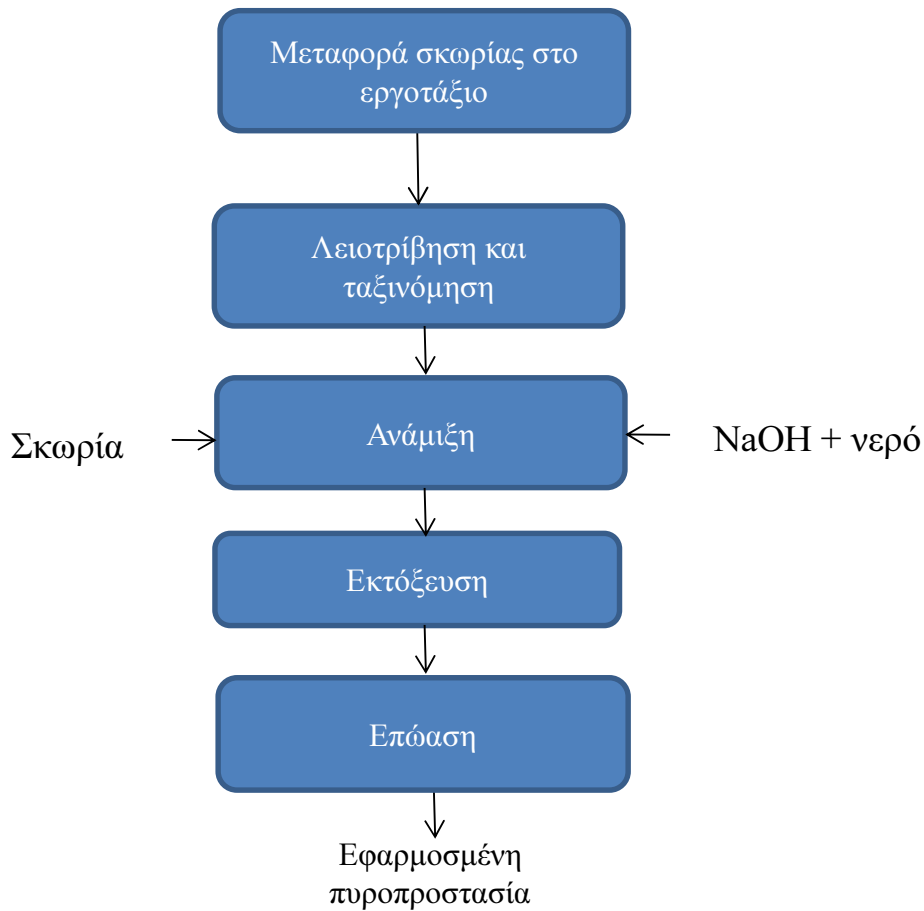 Μεταφορά σκωρίας στο
εργοτάξιο
Λειοτρίβηση και
ταξινόμηση
Σκωρία
Ανάμιξη
NaOH + νερό
Εκτόξευση
Επώαση
Εφαρμοσμένη
πυροπροστασία